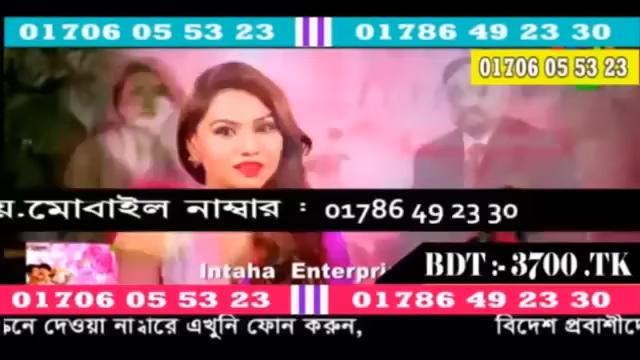 01706 05 53 23 ||| 01786 49 23 30
01706 05 53 23
য়.মোবাইল নাম্বার : 01786 49 23 30
Intaha Enterpri
BDT :- 3700 .TK
01706 05 53 23 ||| 01786 49 23 30
নে দেওয়া নাম্বারে এখুনি ফোন করুন, বিদেশ প্রবাসীদে